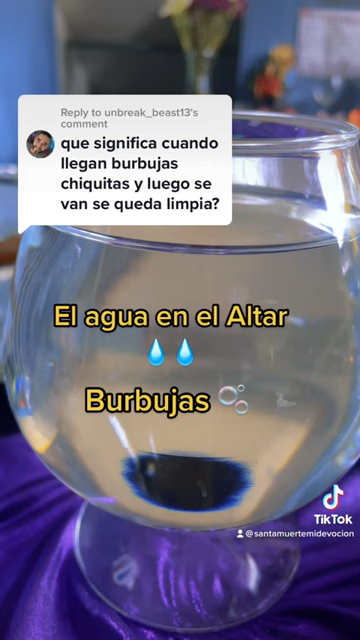 Reply to unbreak_beast13's
comment
que significa cuando
llegan burbujas
chiquitas y luego se
van se queda limpia?
El agua en el Altar
Burbujas
TikTok
@santamuertemidevocion